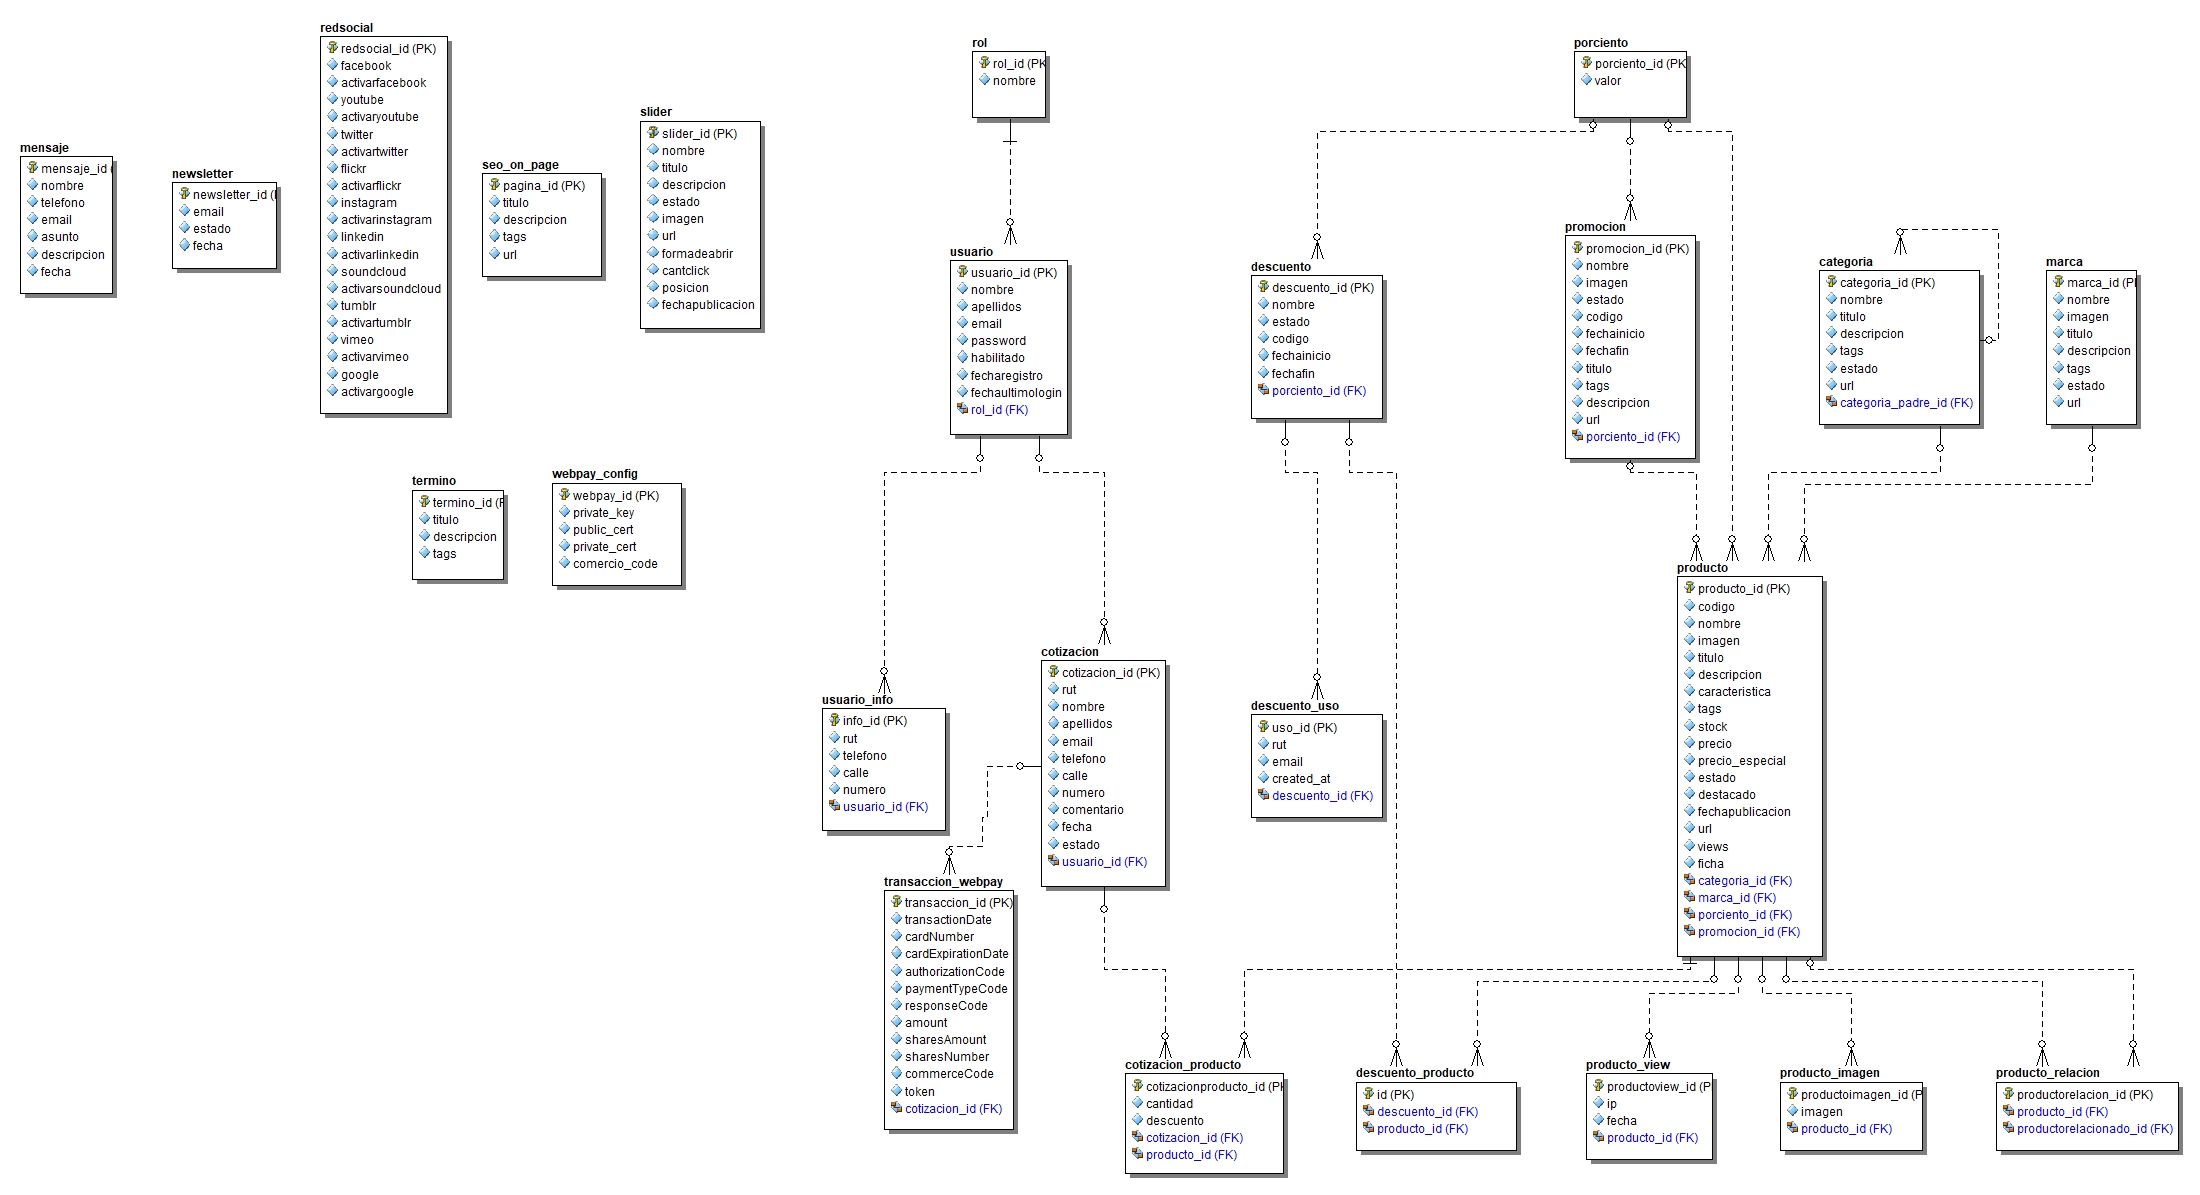 redsocial
redsocial_id (PK)
facebook
activarfacebook
youtube
activaryoutube
twitter
activartwitter
flickr
activarflickr
instagram
activarinstagram
linkedin
activarlinkedin
soundcloud
activarsoundcloud
tumblr
activartumblr
vimeo
activarvimeo
google
activargoogle
mensaje
mensaje_id (
nombre
telefono
email
asunto
descripcion
fecha
newsletter
newsletter_id (
email
estado
fecha
seo_on_page
pagina_id (PK)
titulo
descripcion
tags
url
slider
slider_id (PK)
nombre
titulo
descripcion
estado
imagen
url
formadeabrir
cantclick
posicion
fechapublicacion
termino
termino_id (P
titulo
descripcion
tags
webpay_config
webpay_id (PK)
private_key
public_cert
private_cert
comercio_code
rol
rol_id (PK
nombre
usuario
usuario_id (PK)
nombre
apellidos
email
password
habilitado
fecharegistro
fechaultimologin
rol_id (FK)
usuario_info
info_id (PK)
rut
telefono
calle
numero
usuario_id (FK)
cotizacion
cotizacion_id (PK)
rut
nombre
apellidos
email
telefono
calle
numero
comentario
fecha
estado
usuario_id (FK)
transaccion_webpay
transaccion_id (PK)
transactionDate
cardNumber
cardExpirationDate
authorizationCode
paymentTypeCode
responseCode
amount
sharesAmount
sharesNumber
commerceCode
token
cotizacion_id (FK)
porciento
porciento_id (PK
valor
descuento
descuento_id (PK)
nombre
estado
codigo
fechainicio
fechafin
porciento_id (FK)
promocion
promocion_id (PK)
nombre
imagen
estado
codigo
fechainicio
fechafin
titulo
tags
descripcion
url
porciento_id (FK)
categoria
categoria_id (PK)
nombre
titulo
descripcion
tags
estado
url
categoria_padre_id (FK)
marca
marca_id (P
nombre
imagen
titulo
descripcion
tags
estado
url
descuento_uso
uso_id (PK)
rut
email
created_at
descuento_id (FK)
producto
producto_id (PK)
codigo
nombre
imagen
titulo
descripcion
caracteristica
tags
stock
precio
precio_especial
estado
destacado
fechapublicacion
url
views
ficha
categoria_id (FK)
marca_id (FK)
porciento_id (FK)
promocion_id (FK)
cotizacion_producto
cotizacionproducto_id (PK
cantidad
descuento
cotizacion_id (FK)
producto_id (FK)
descuento_producto
id (PK)
descuento_id (FK)
producto_id (FK)
producto_view
productoview_id (P
ip
fecha
producto_id (FK)
producto_imagen
productoimagen_id (P
imagen
producto_id (FK)
producto_relacion
productorelacion_id (PK)
producto_id (FK)
productorelacionado_id (FK)